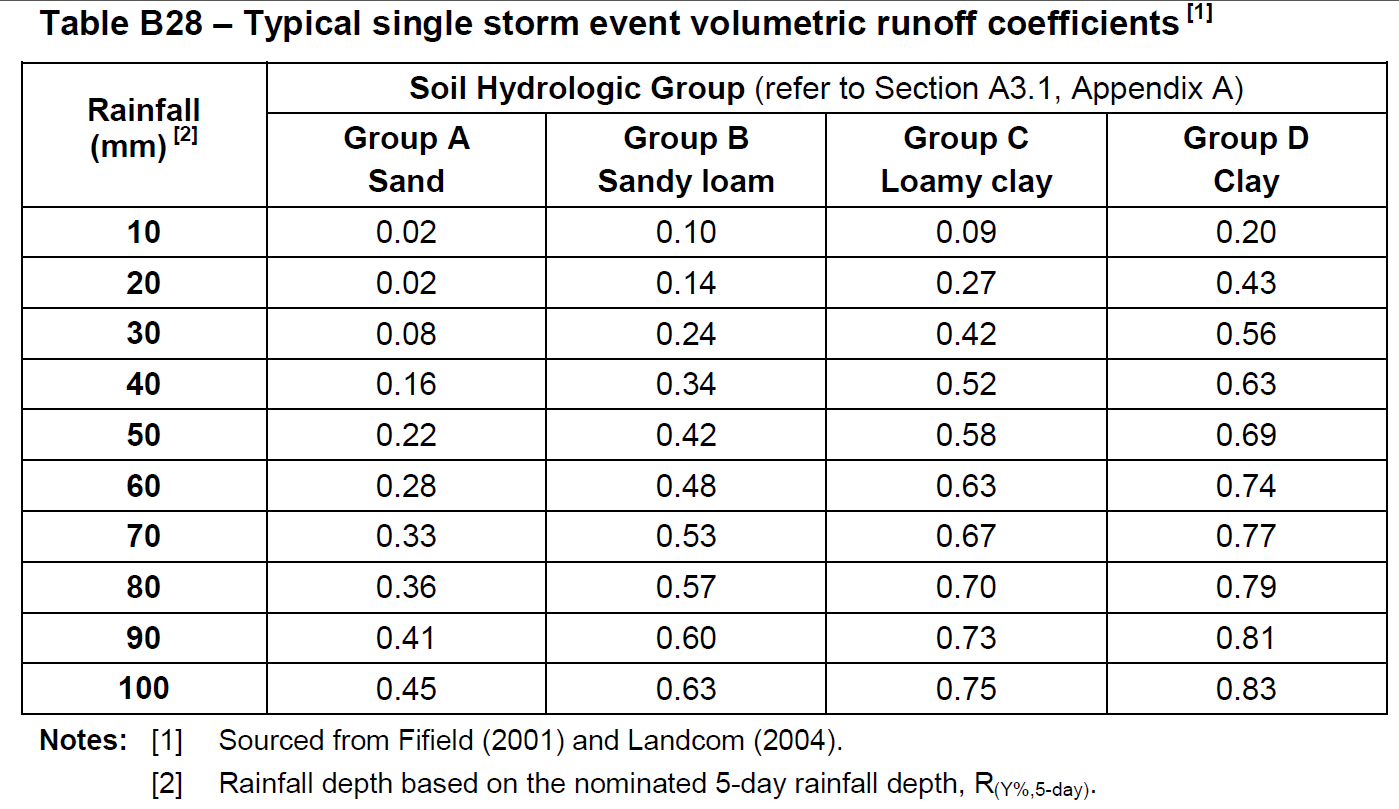 Table B28 – Typical single storm event volumetric runoff coefficients [1]
Rainfall (mm) [2]
Soil Hydrologic Group (refer to Section A3.1, Appendix A)
Group A Sand
Group B Sandy loam
Group C Loamy clay
Group D Clay
10 0.02 0.10 0.09 0.20
20 0.02 0.14 0.27 0.43
30 0.08 0.24 0.42 0.56
40 0.16 0.34 0.52 0.63
50 0.22 0.42 0.58 0.69
60 0.28 0.48 0.63 0.74
70 0.33 0.53 0.67 0.77
80 0.36 0.57 0.70 0.79
90 0.41 0.60 0.73 0.81
100 0.45 0.63 0.75 0.83
Notes: [1] Sourced from Fifield (2001) and Landcom (2004).
[2] Rainfall depth based on the nominated 5-day rainfall depth, R(Y%,5-day).